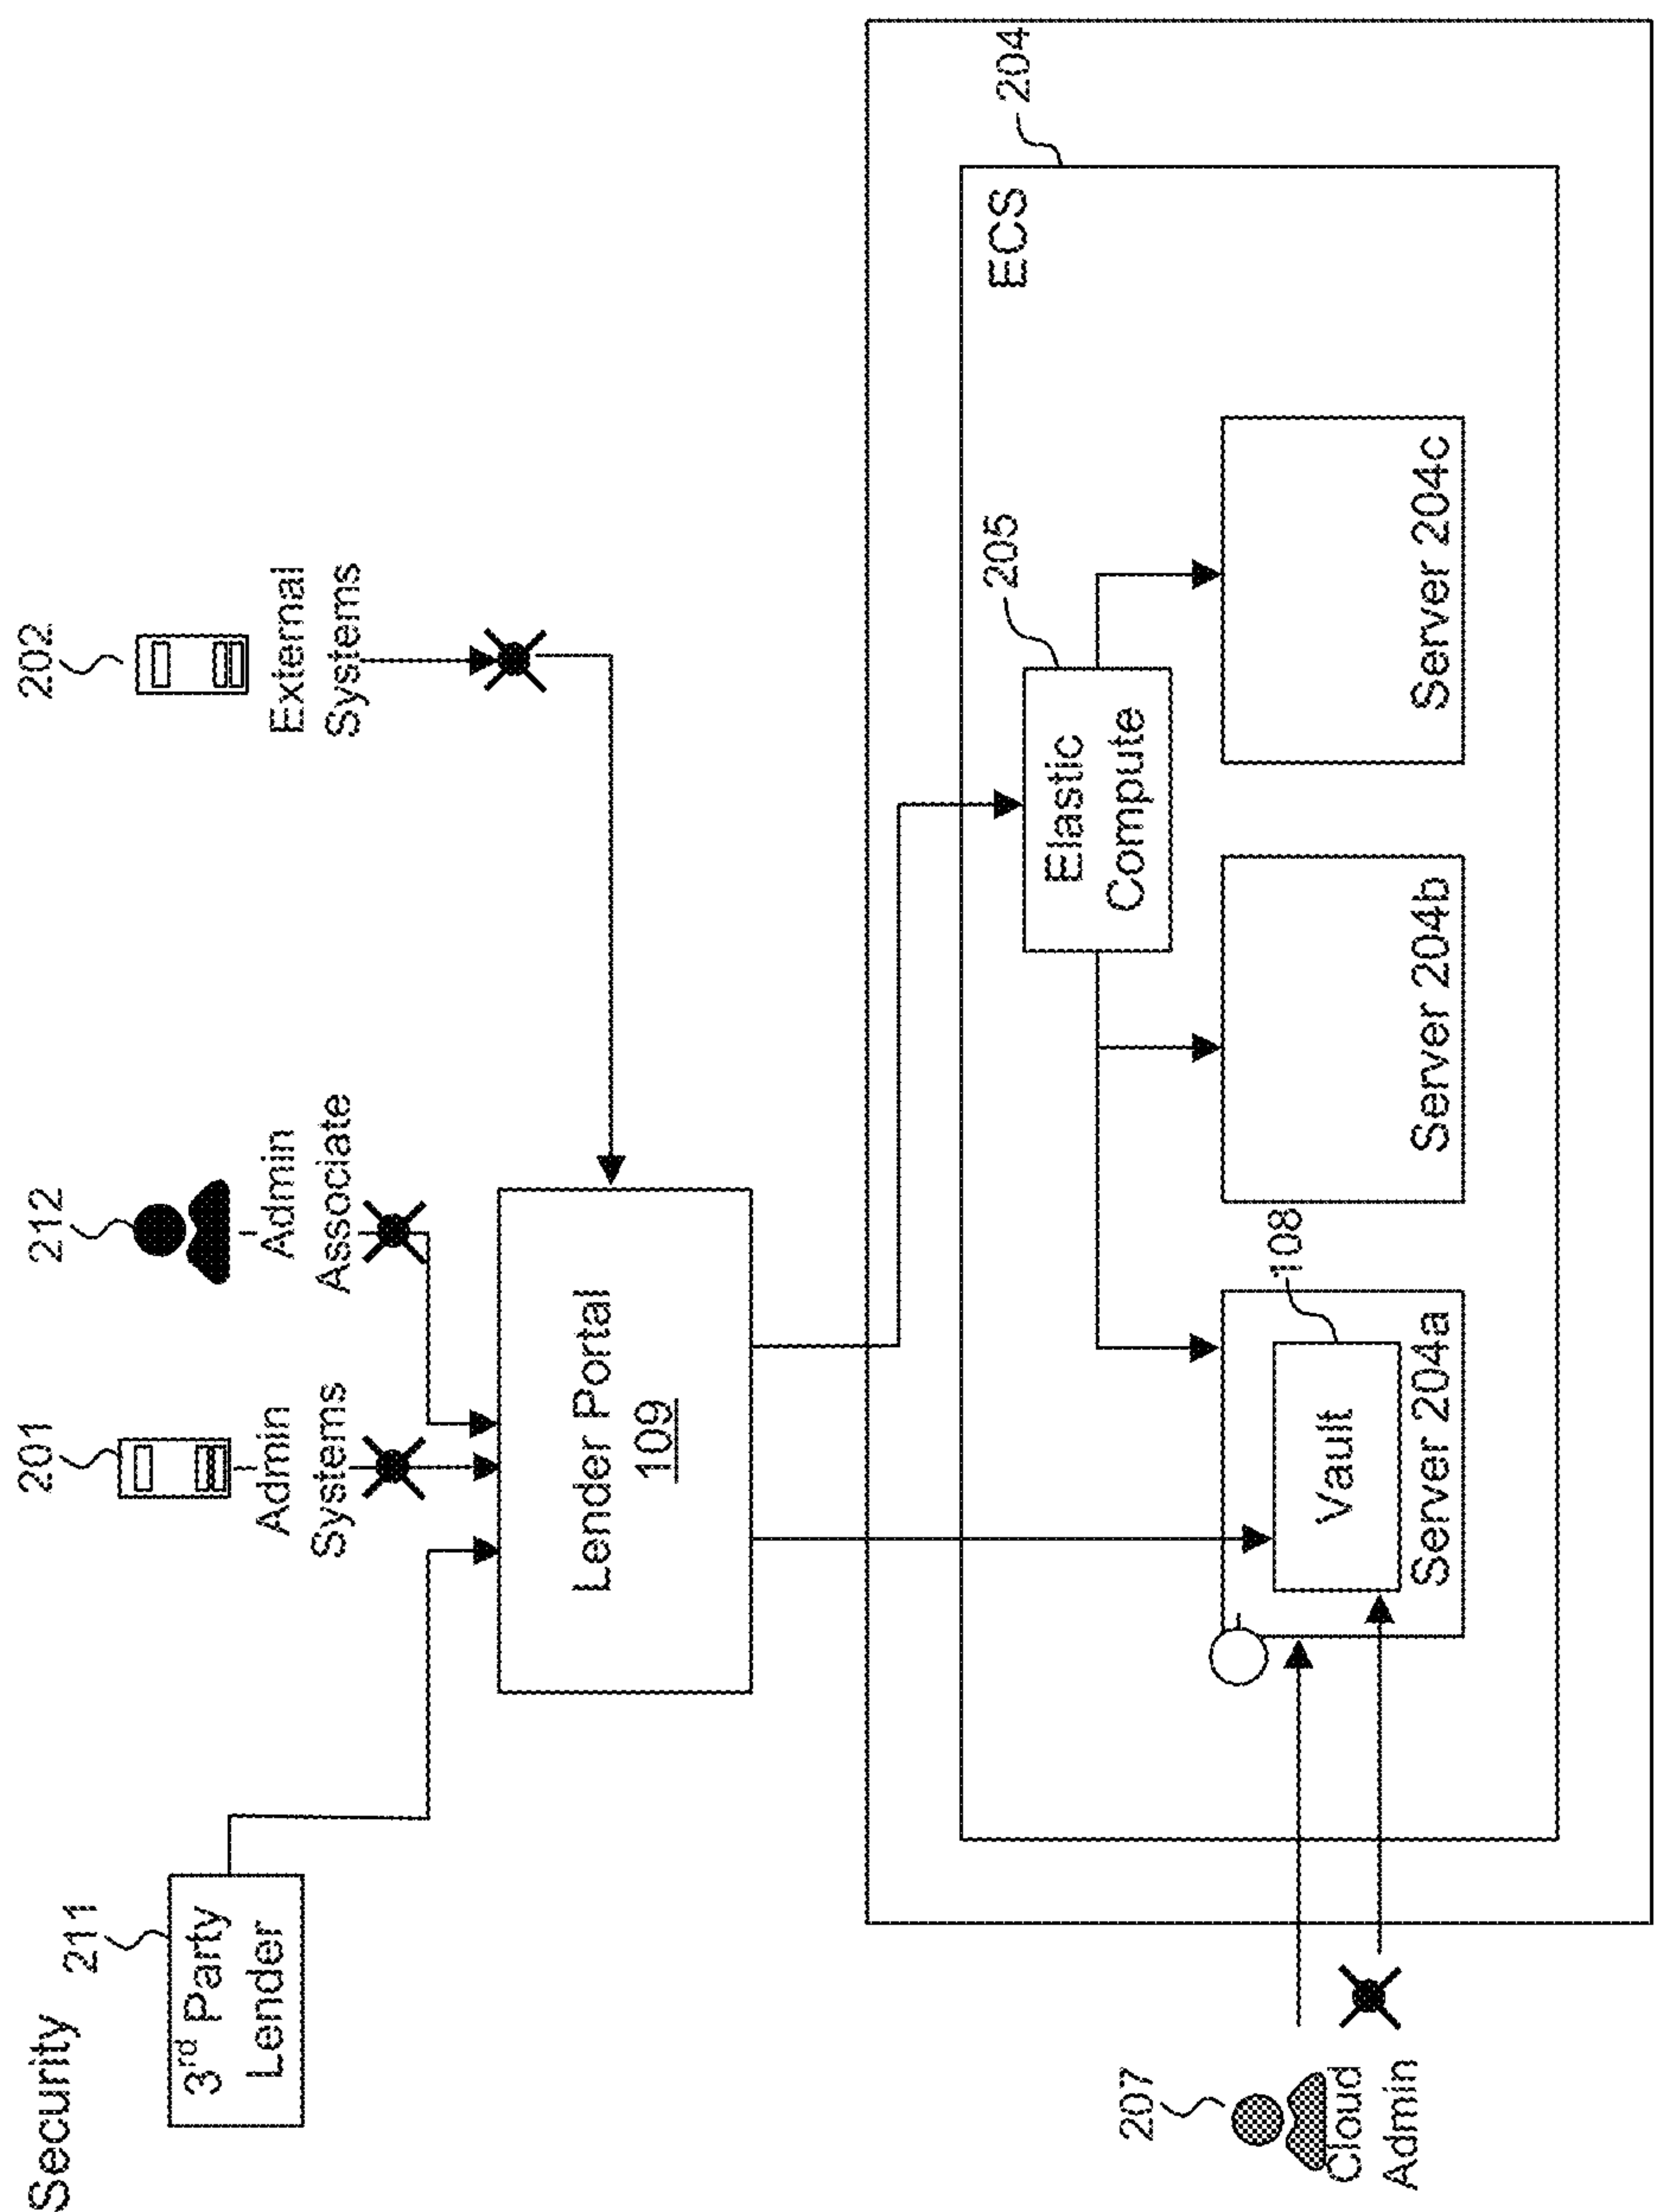 Security
211
3rd Party
Lender
201
Admin
Systems
212
Admin
Associate
202
External
Systems
Lender Portal
109
204
ECS
205
Elastic
Compute
108
Vault
Server 204a
Server 204b
Server 204c
207
Cloud
Admin